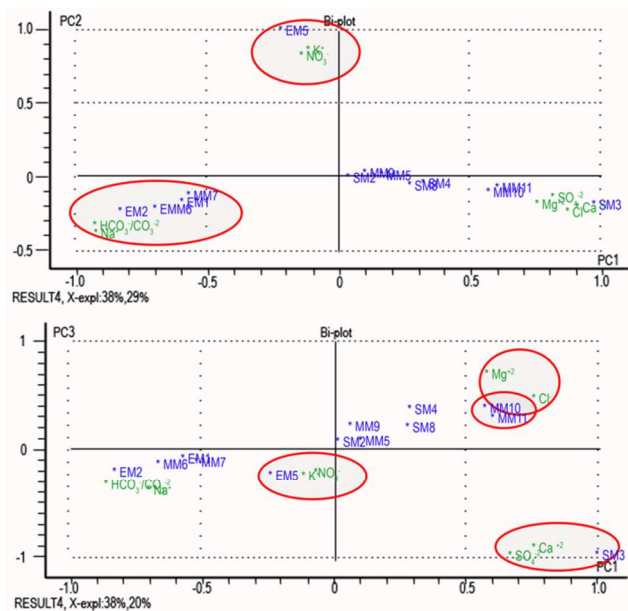 PC2
Bi-plot
1.0
EM5
K+
NO3-
0.5
0
SM2
MM9
MM5
SM8
SM4
MM10
MM11
MM7
EM1
EMM6
EM2
HCO3-/CO3-2
Na+
Mg+2
SO4-2
Cl-
Ca
SM3
-0.5
-1.0
-0.5
0
0.5
1.0
PC1
RESULT4, X-expl:38%,29%
PC3
Bi-plot
1
Mg+2
Cl-
MM10
MM11
SM4
SM8
MM9
SM2
MM5
0
EM1
MM6
MM7
EM2
HCO3-/CO3-2
Na+
EM5
K+
NO3-
Ca+2
SO4-2
SM3
-1
PC1
-1.0
-0.5
0
0.5
1.0
RESULT4, X-expl:38%,20%